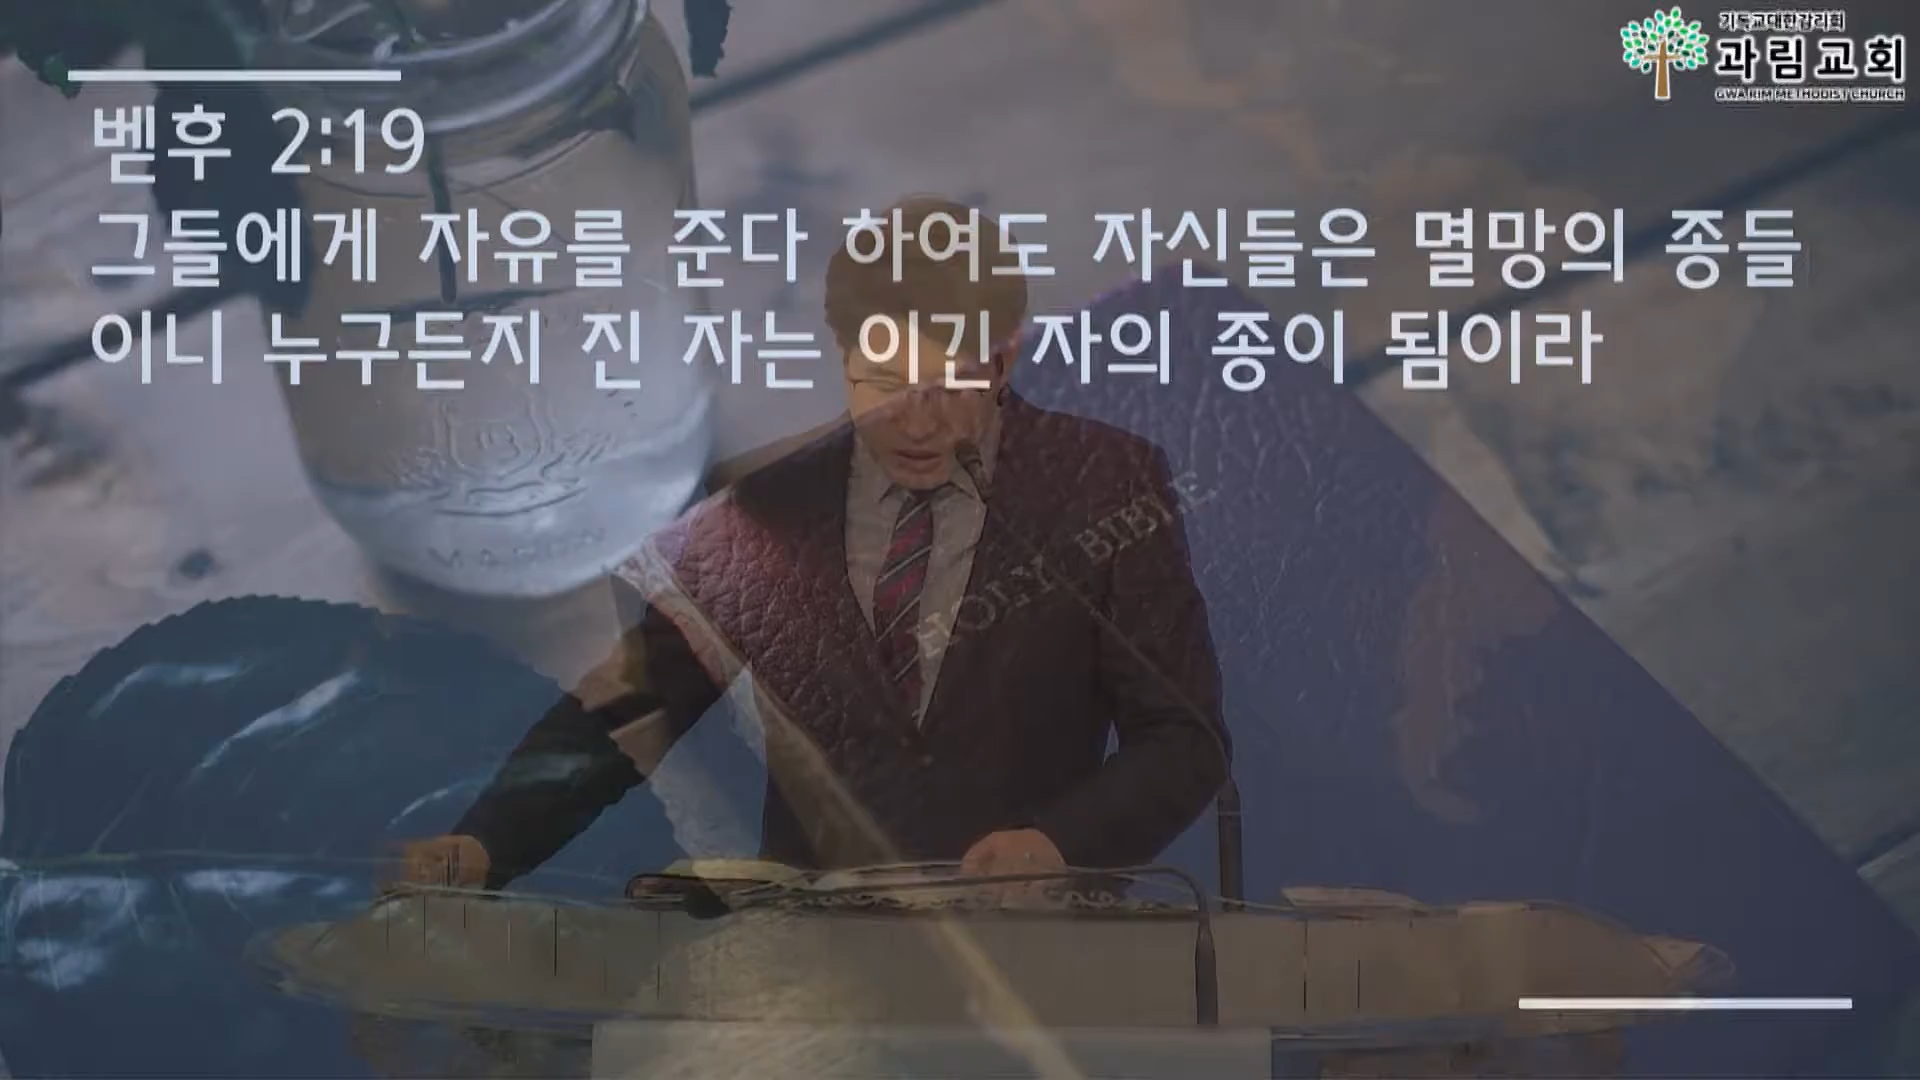 기독교대한감리회
과림교회
GWA RIM METHODIST CHURCH
벧후 2:19
그들에게 자유를 준다 하여도 자신들은 멸망의 종들
이니 누구든지 진 자는 이긴 자의 종이 됨이라
HOLY BIBLE
MASON